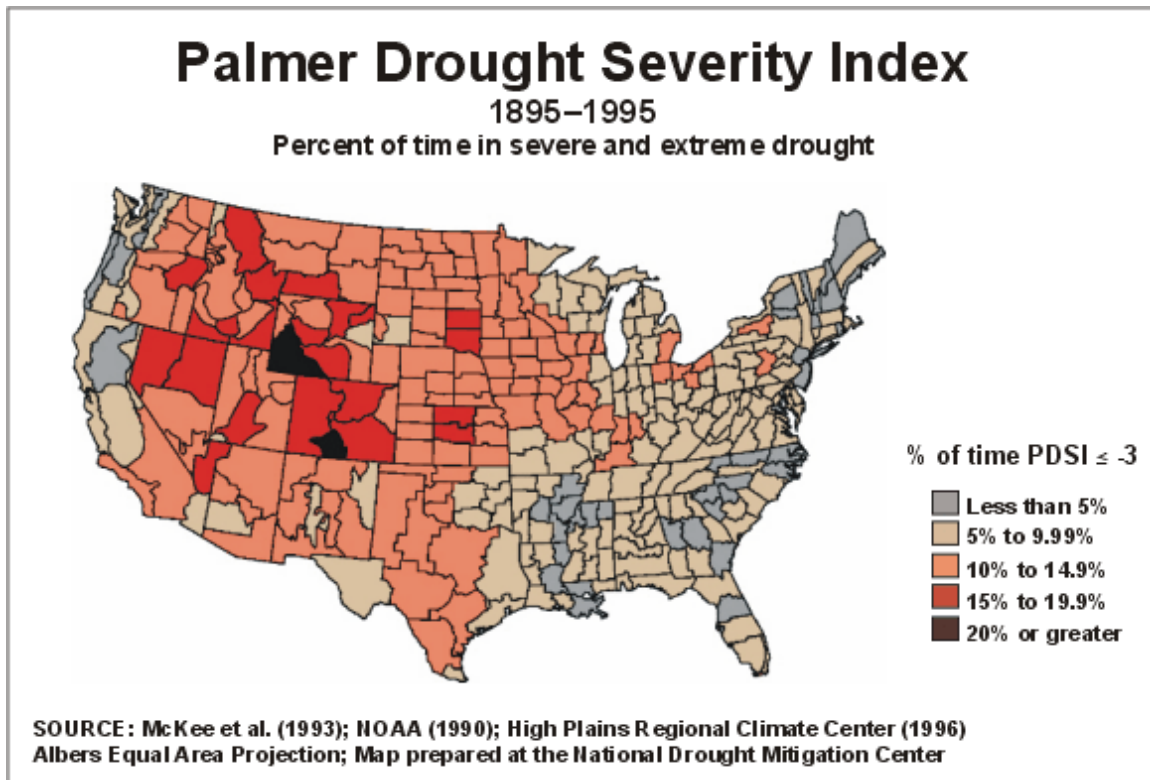 Palmer Drought Severity Index
1895–1995
Percent of time in severe and extreme drought
% of time PDSI ≤ -3
Less than 5%
5% to 9.99%
10% to 14.9%
15% to 19.9%
20% or greater
SOURCE: McKee et al. (1993); NOAA (1990); High Plains Regional Climate Center (1996)
Albers Equal Area Projection; Map prepared at the National Drought Mitigation Center